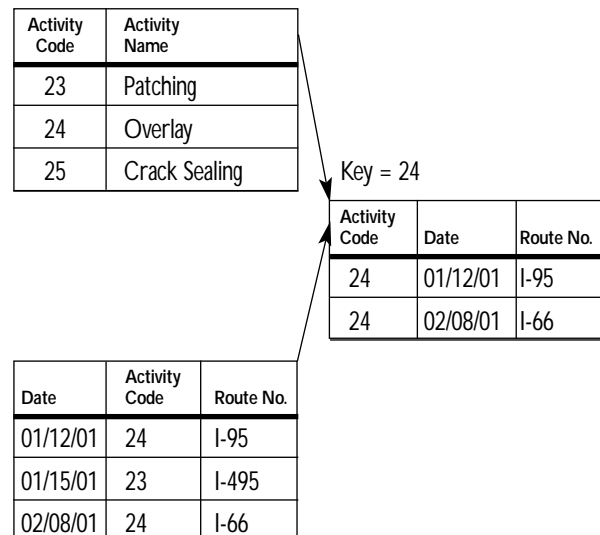 Activity Code Activity Name
23 Patching
24 Overlay
25 Crack Sealing
Key = 24
Activity Code Date Route No.
24 01/12/01 I-95
24 02/08/01 I-66
Date Activity Code Route No.
01/12/01 24 I-95
01/15/01 23 I-495
02/08/01 24 I-66